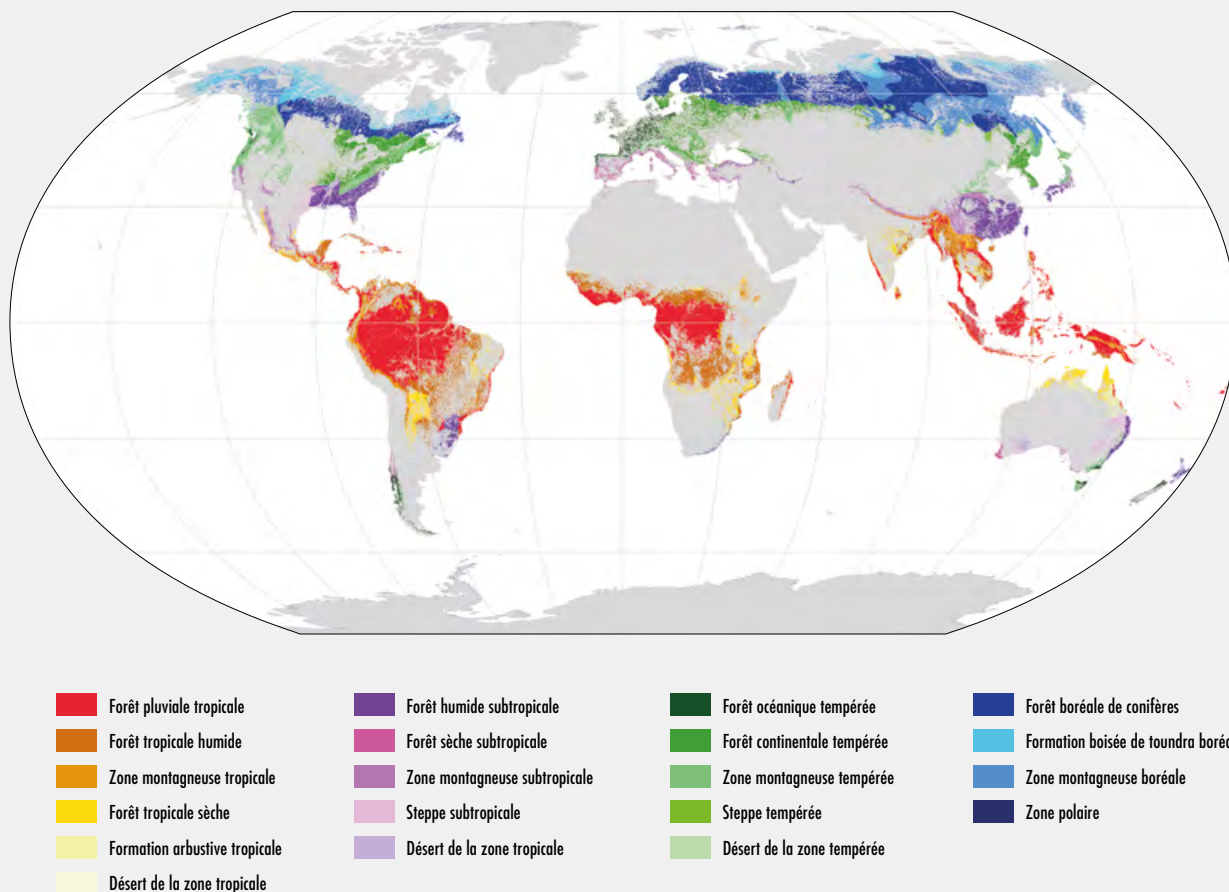 Forêt pluviale tropicale
Forêt tropicale humide
Zone montagneuse tropicale
Forêt tropicale sèche
Formation arbustive tropicale
Désert de la zone tropicale
Forêt humide subtropicale
Forêt sèche subtropicale
Zone montagneuse subtropicale
Steppe subtropicale
Désert de la zone tropicale
Forêt océanique tempérée
Forêt continentale tempérée
Zone montagneuse tempérée
Steppe tempérée
Désert de la zone tempérée
Forêt boréale de conifères
Formation boisée de toundra boréa
Zone montagneuse boréale
Zone polaire